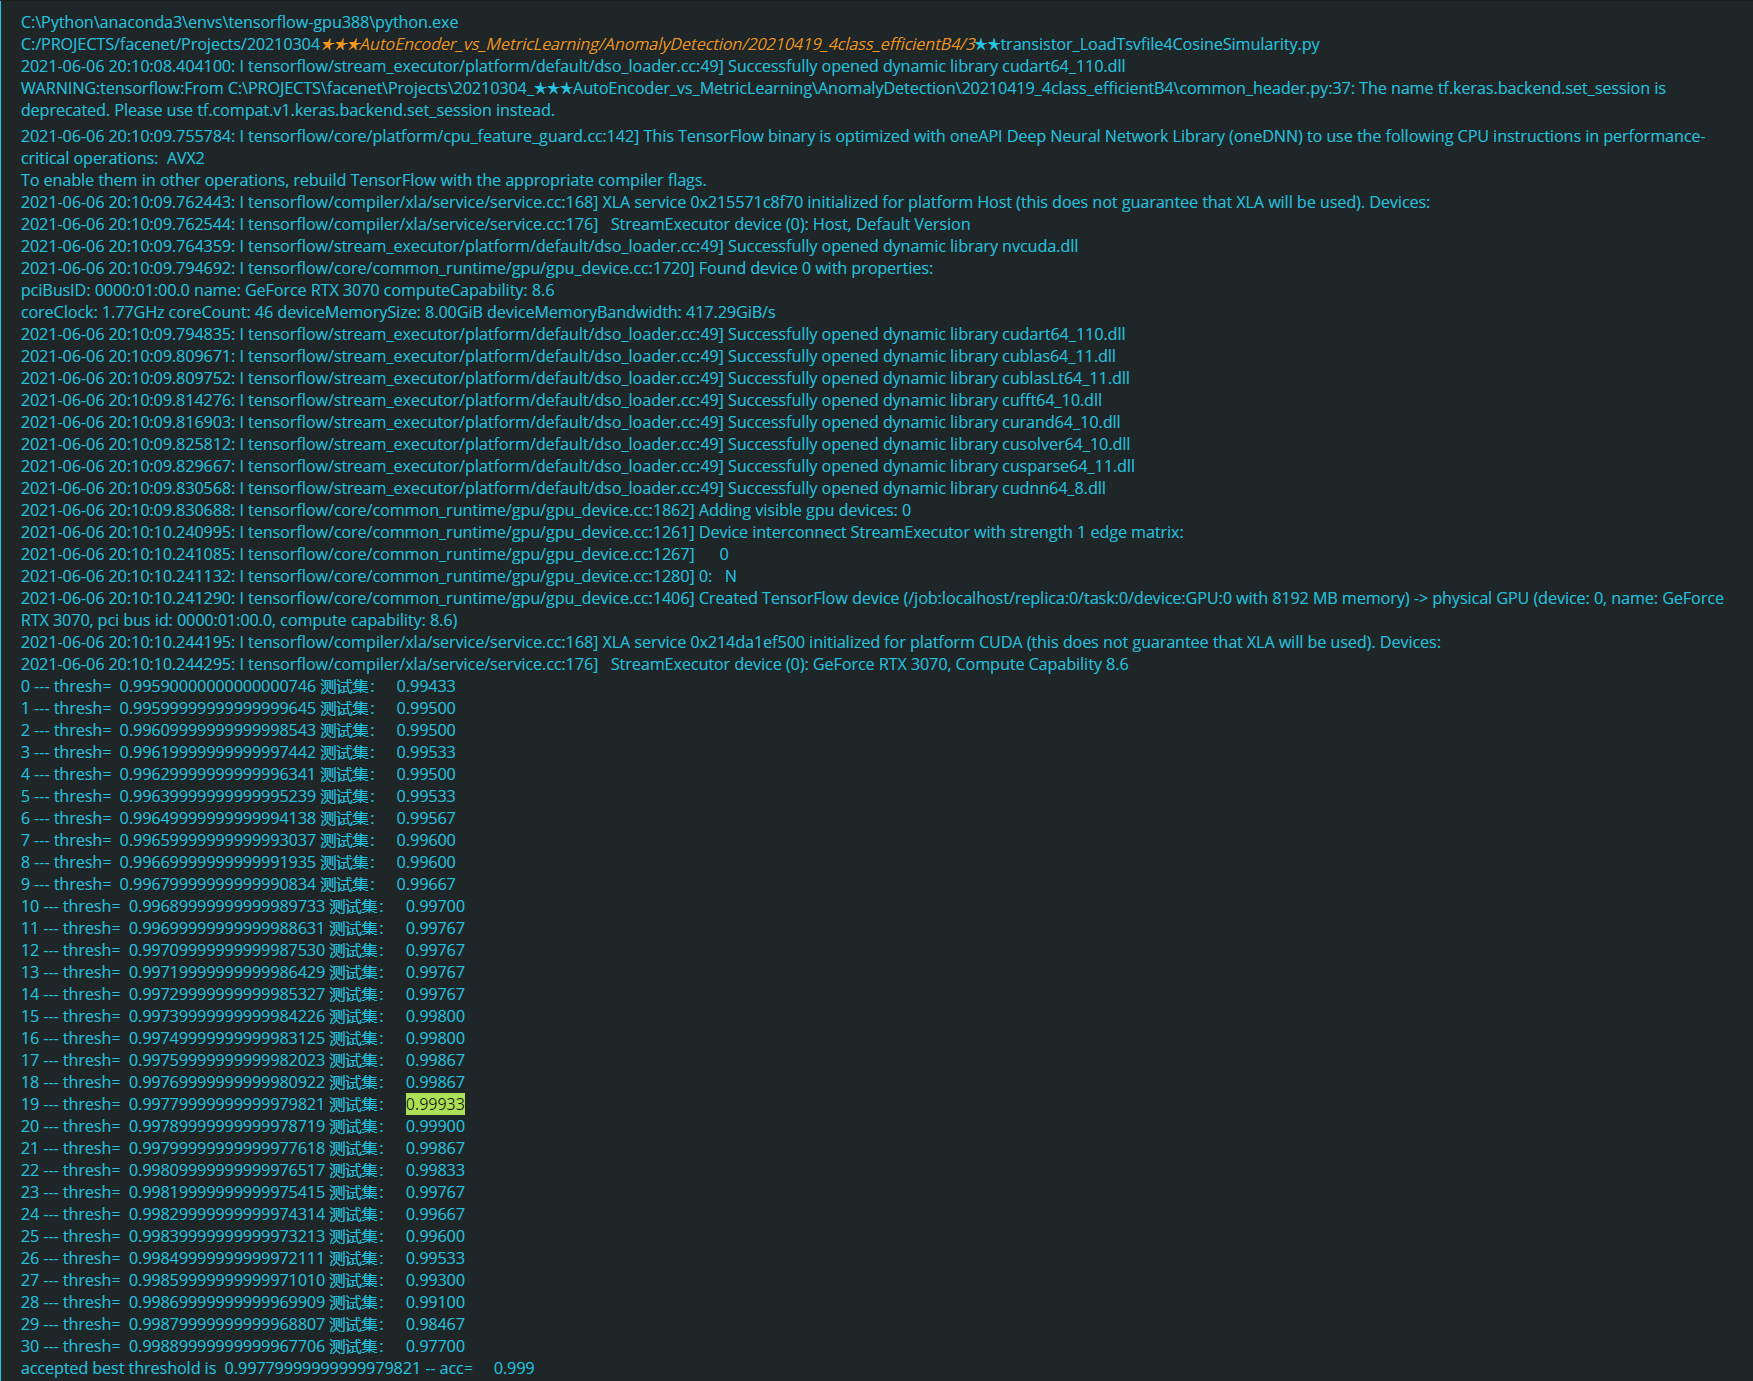 C:\Python\anaconda3\envs\tensorflow-gpu388\python.exe
C:/PROJECTS/facenet/Projects/20210304★★★AutoEncoder_vs_MetricLearning/AnomalyDetection/20210419_4class_efficientB4/3★★transistor_LoadTsvfile4CosineSimularity.py
2021-06-06 20:10:08.404100: I tensorflow/stream_executor/platform/default/dso_loader.cc:49] Successfully opened dynamic library cudart64_110.dll
WARNING:tensorflow:From C:\PROJECTS\facenet\Projects\20210304_★★★AutoEncoder_vs_MetricLearning\AnomalyDetection\20210419_4class_efficientB4\common_header.py:37: The name tf.keras.backend.set_session is
deprecated. Please use tf.compat.v1.keras.backend.set_session instead.
2021-06-06 20:10:09.755784: I tensorflow/core/platform/cpu_feature_guard.cc:142] This TensorFlow binary is optimized with oneAPI Deep Neural Network Library (oneDNN) to use the following CPU instructions in performance-
critical operations:  AVX2
To enable them in other operations, rebuild TensorFlow with the appropriate compiler flags.
2021-06-06 20:10:09.762443: I tensorflow/compiler/xla/service/service.cc:168] XLA service 0x215571c8f70 initialized for platform Host (this does not guarantee that XLA will be used). Devices:
2021-06-06 20:10:09.762544: I tensorflow/compiler/xla/service/service.cc:176]   StreamExecutor device (0): Host, Default Version
2021-06-06 20:10:09.764359: I tensorflow/stream_executor/platform/default/dso_loader.cc:49] Successfully opened dynamic library nvcuda.dll
2021-06-06 20:10:09.794692: I tensorflow/core/common_runtime/gpu/gpu_device.cc:1720] Found device 0 with properties:
pciBusID: 0000:01:00.0 name: GeForce RTX 3070 computeCapability: 8.6
coreClock: 1.77GHz coreCount: 46 deviceMemorySize: 8.00GiB deviceMemoryBandwidth: 417.29GiB/s
2021-06-06 20:10:09.794835: I tensorflow/stream_executor/platform/default/dso_loader.cc:49] Successfully opened dynamic library cudart64_110.dll
2021-06-06 20:10:09.809671: I tensorflow/stream_executor/platform/default/dso_loader.cc:49] Successfully opened dynamic library cublas64_11.dll
2021-06-06 20:10:09.809752: I tensorflow/stream_executor/platform/default/dso_loader.cc:49] Successfully opened dynamic library cublasLt64_11.dll
2021-06-06 20:10:09.814276: I tensorflow/stream_executor/platform/default/dso_loader.cc:49] Successfully opened dynamic library cufft64_10.dll
2021-06-06 20:10:09.816903: I tensorflow/stream_executor/platform/default/dso_loader.cc:49] Successfully opened dynamic library curand64_10.dll
2021-06-06 20:10:09.825812: I tensorflow/stream_executor/platform/default/dso_loader.cc:49] Successfully opened dynamic library cusolver64_10.dll
2021-06-06 20:10:09.829667: I tensorflow/stream_executor/platform/default/dso_loader.cc:49] Successfully opened dynamic library cusparse64_11.dll
2021-06-06 20:10:09.830568: I tensorflow/stream_executor/platform/default/dso_loader.cc:49] Successfully opened dynamic library cudnn64_8.dll
2021-06-06 20:10:09.830688: I tensorflow/core/common_runtime/gpu/gpu_device.cc:1862] Adding visible gpu devices: 0
2021-06-06 20:10:10.240995: I tensorflow/core/common_runtime/gpu/gpu_device.cc:1261] Device interconnect StreamExecutor with strength 1 edge matrix:
2021-06-06 20:10:10.241085: I tensorflow/core/common_runtime/gpu/gpu_device.cc:1267]      0
2021-06-06 20:10:10.241132: I tensorflow/core/common_runtime/gpu/gpu_device.cc:1280] 0:   N
2021-06-06 20:10:10.241290: I tensorflow/core/common_runtime/gpu/gpu_device.cc:1406] Created TensorFlow device (/job:localhost/replica:0/task:0/device:GPU:0 with 8192 MB memory) -> physical GPU (device: 0, name: GeForce
RTX 3070, pci bus id: 0000:01:00.0, compute capability: 8.6)
2021-06-06 20:10:10.244195: I tensorflow/compiler/xla/service/service.cc:168] XLA service 0x214da1ef500 initialized for platform CUDA (this does not guarantee that XLA will be used). Devices:
2021-06-06 20:10:10.244295: I tensorflow/compiler/xla/service/service.cc:176]   StreamExecutor device (0): GeForce RTX 3070, Compute Capability 8.6
0 --- thresh=  0.99590000000000000746 测试集：  0.99433
1 --- thresh=  0.99599999999999999645 测试集：  0.99500
2 --- thresh=  0.99609999999999998543 测试集：  0.99500
3 --- thresh=  0.99619999999999997442 测试集：  0.99533
4 --- thresh=  0.99629999999999996341 测试集：  0.99500
5 --- thresh=  0.99639999999999995239 测试集：  0.99533
6 --- thresh=  0.99649999999999994138 测试集：  0.99567
7 --- thresh=  0.99659999999999993037 测试集：  0.99600
8 --- thresh=  0.99669999999999991935 测试集：  0.99600
9 --- thresh=  0.99679999999999990834 测试集：  0.99667
10 --- thresh=  0.99689999999999989733 测试集：  0.99700
11 --- thresh=  0.99699999999999988631 测试集：  0.99767
12 --- thresh=  0.99709999999999987530 测试集：  0.99767
13 --- thresh=  0.99719999999999986429 测试集：  0.99767
14 --- thresh=  0.99729999999999985327 测试集：  0.99767
15 --- thresh=  0.99739999999999984226 测试集：  0.99800
16 --- thresh=  0.99749999999999983125 测试集：  0.99800
17 --- thresh=  0.99759999999999982023 测试集：  0.99867
18 --- thresh=  0.99769999999999980922 测试集：  0.99867
19 --- thresh=  0.99779999999999979821 测试集：  0.99933
20 --- thresh=  0.99789999999999978719 测试集：  0.99900
21 --- thresh=  0.99799999999999977618 测试集：  0.99867
22 --- thresh=  0.99809999999999976517 测试集：  0.99833
23 --- thresh=  0.99819999999999975415 测试集：  0.99767
24 --- thresh=  0.99829999999999974314 测试集：  0.99667
25 --- thresh=  0.99839999999999973213 测试集：  0.99600
26 --- thresh=  0.99849999999999972111 测试集：  0.99533
27 --- thresh=  0.99859999999999971010 测试集：  0.99300
28 --- thresh=  0.99869999999999969909 测试集：  0.99100
29 --- thresh=  0.99879999999999968807 测试集：  0.98467
30 --- thresh=  0.99889999999999967706 测试集：  0.97700
accepted best threshold is  0.99779999999999979821 -- acc=     0.999